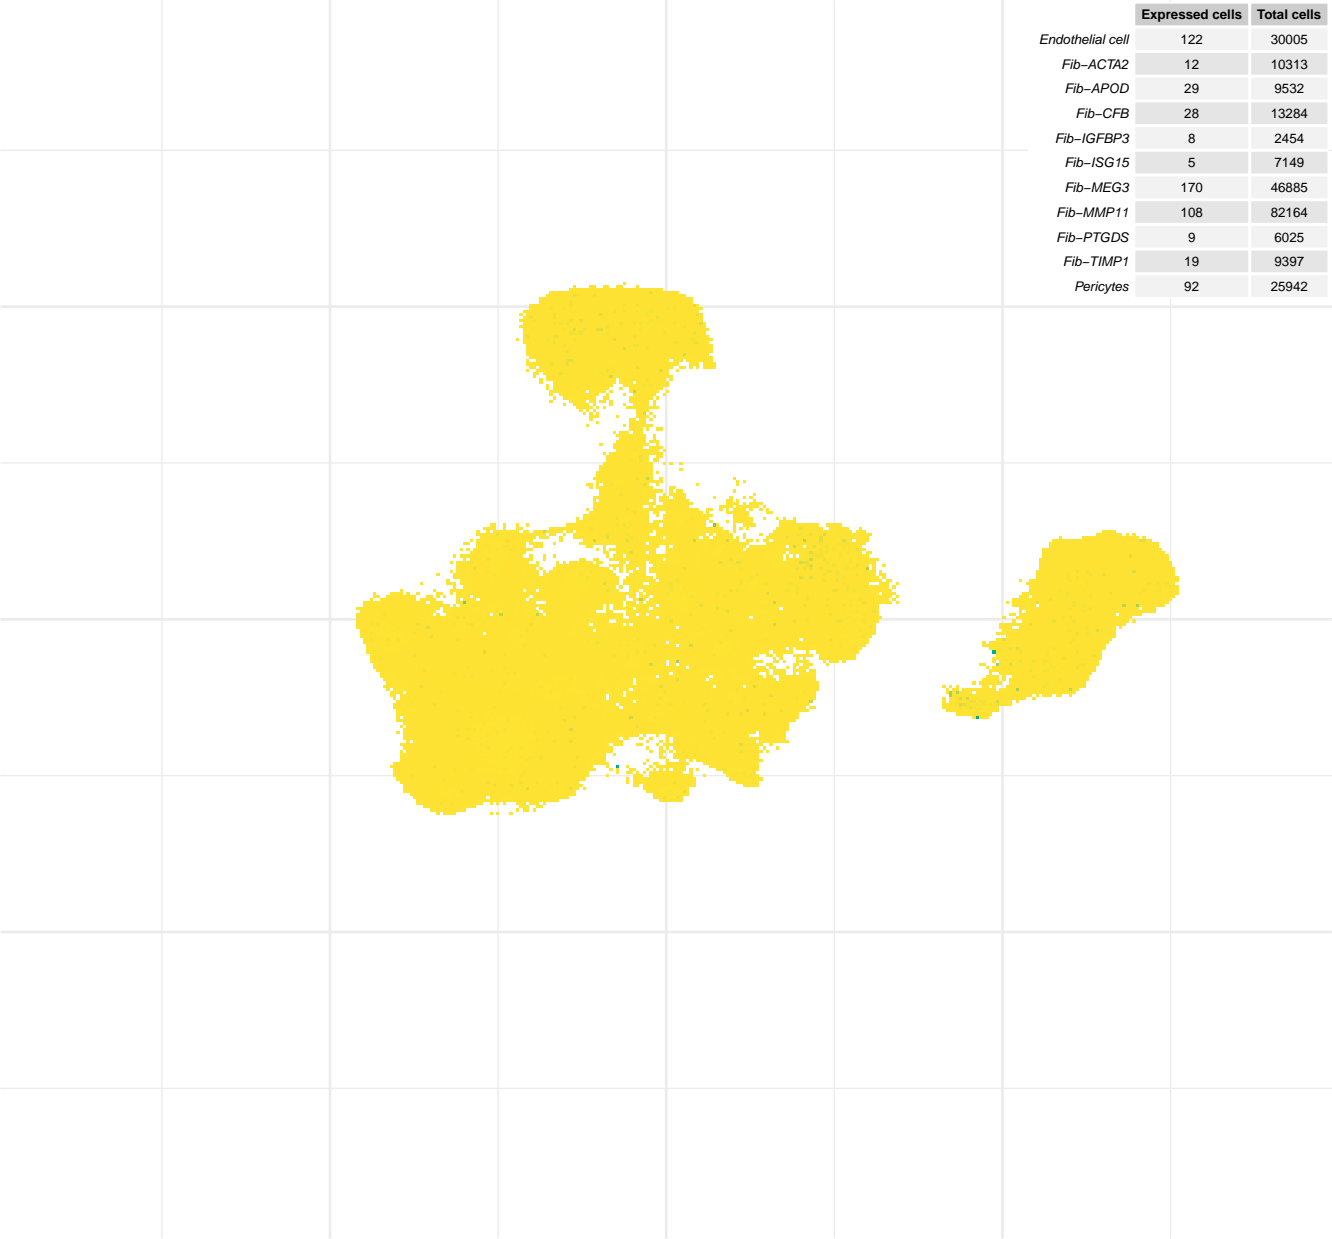 Expressed cells Total cells
Endothelial cell 122 30005
Fib−ACTA2 12 10313
Fib−APOD 29 9532
Fib−CFB 28 13284
Fib−IGFBP3 8 2454
Fib−ISG15 5 7149
Fib−MEG3 170 46885
Fib−MMP11 108 82164
Fib−PTGDS 9 6025
Fib−TIMP1 19 9397
Pericytes 92 25942